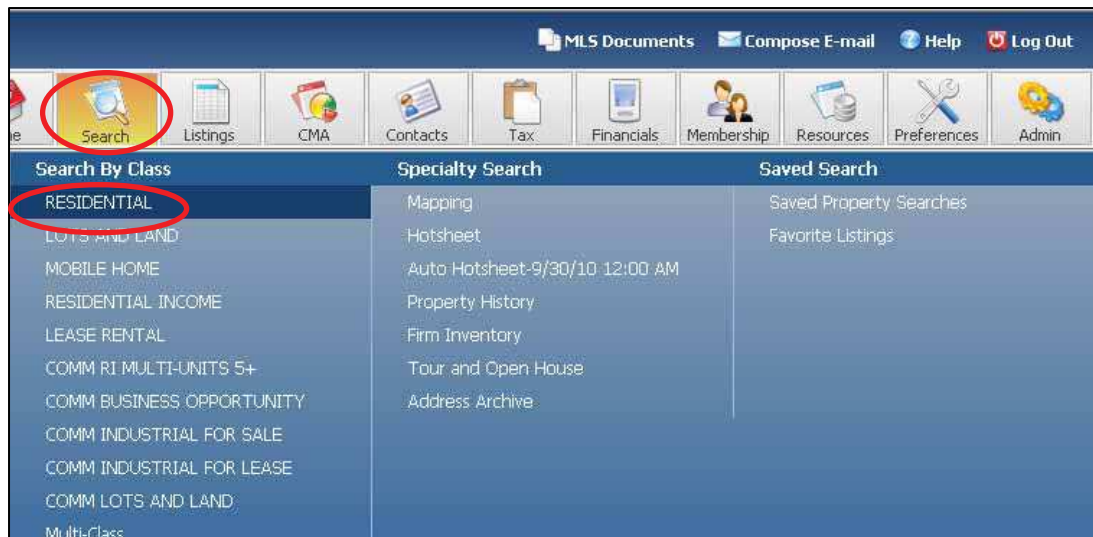 MLS Documents Compose E-mail Help Log Out
e Search Listings CMA Contacts Tax Financials Membership Resources Preferences Admin
Search By Class
RESIDENTIAL
LOTS AND LAND
MOBILE HOME
RESIDENTIAL INCOME
LEASE RENTAL
COMM RI MULTI-UNITS 5+
COMM BUSINESS OPPORTUNITY
COMM INDUSTRIAL FOR SALE
COMM INDUSTRIAL FOR LEASE
COMM LOTS AND LAND
Multi-Class
Specialty Search
Mapping
Hotsheet
Auto Hotsheet-9/30/10 12:00 AM
Property History
Firm Inventory
Tour and Open House
Address Archive
Saved Search
Saved Property Searches
Favorite Listings